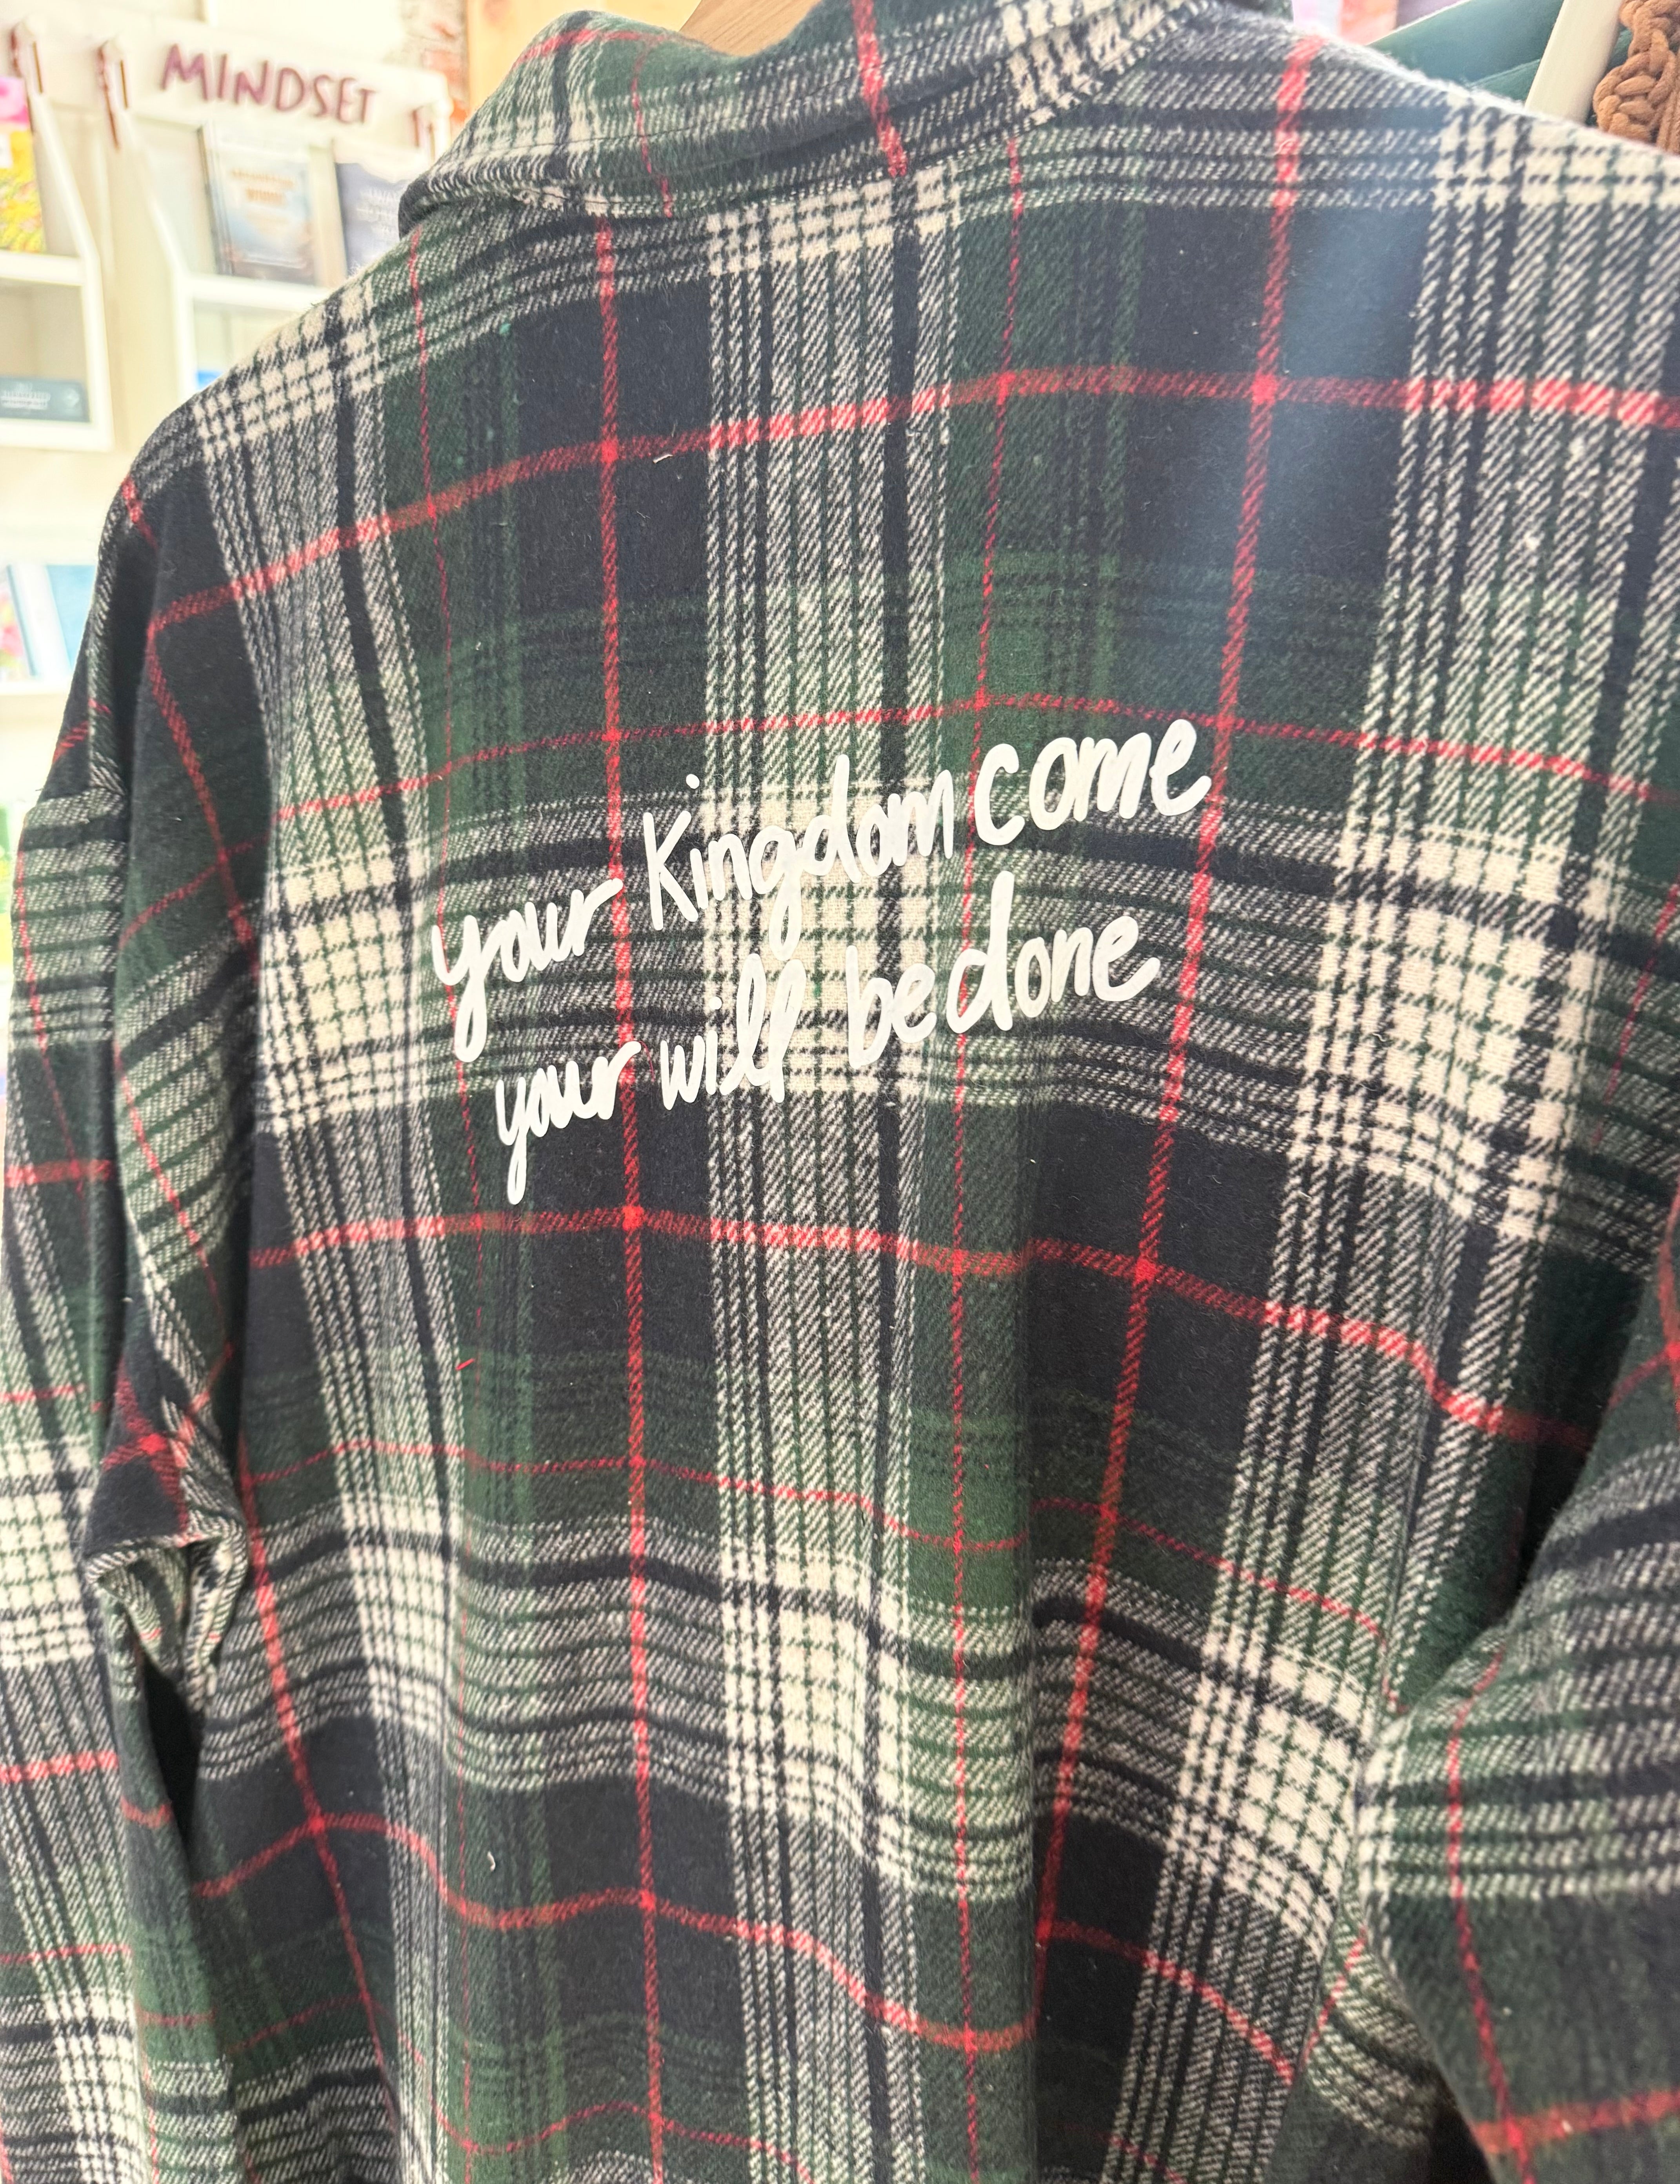 MINDSET
your Kingdom come
your will be done